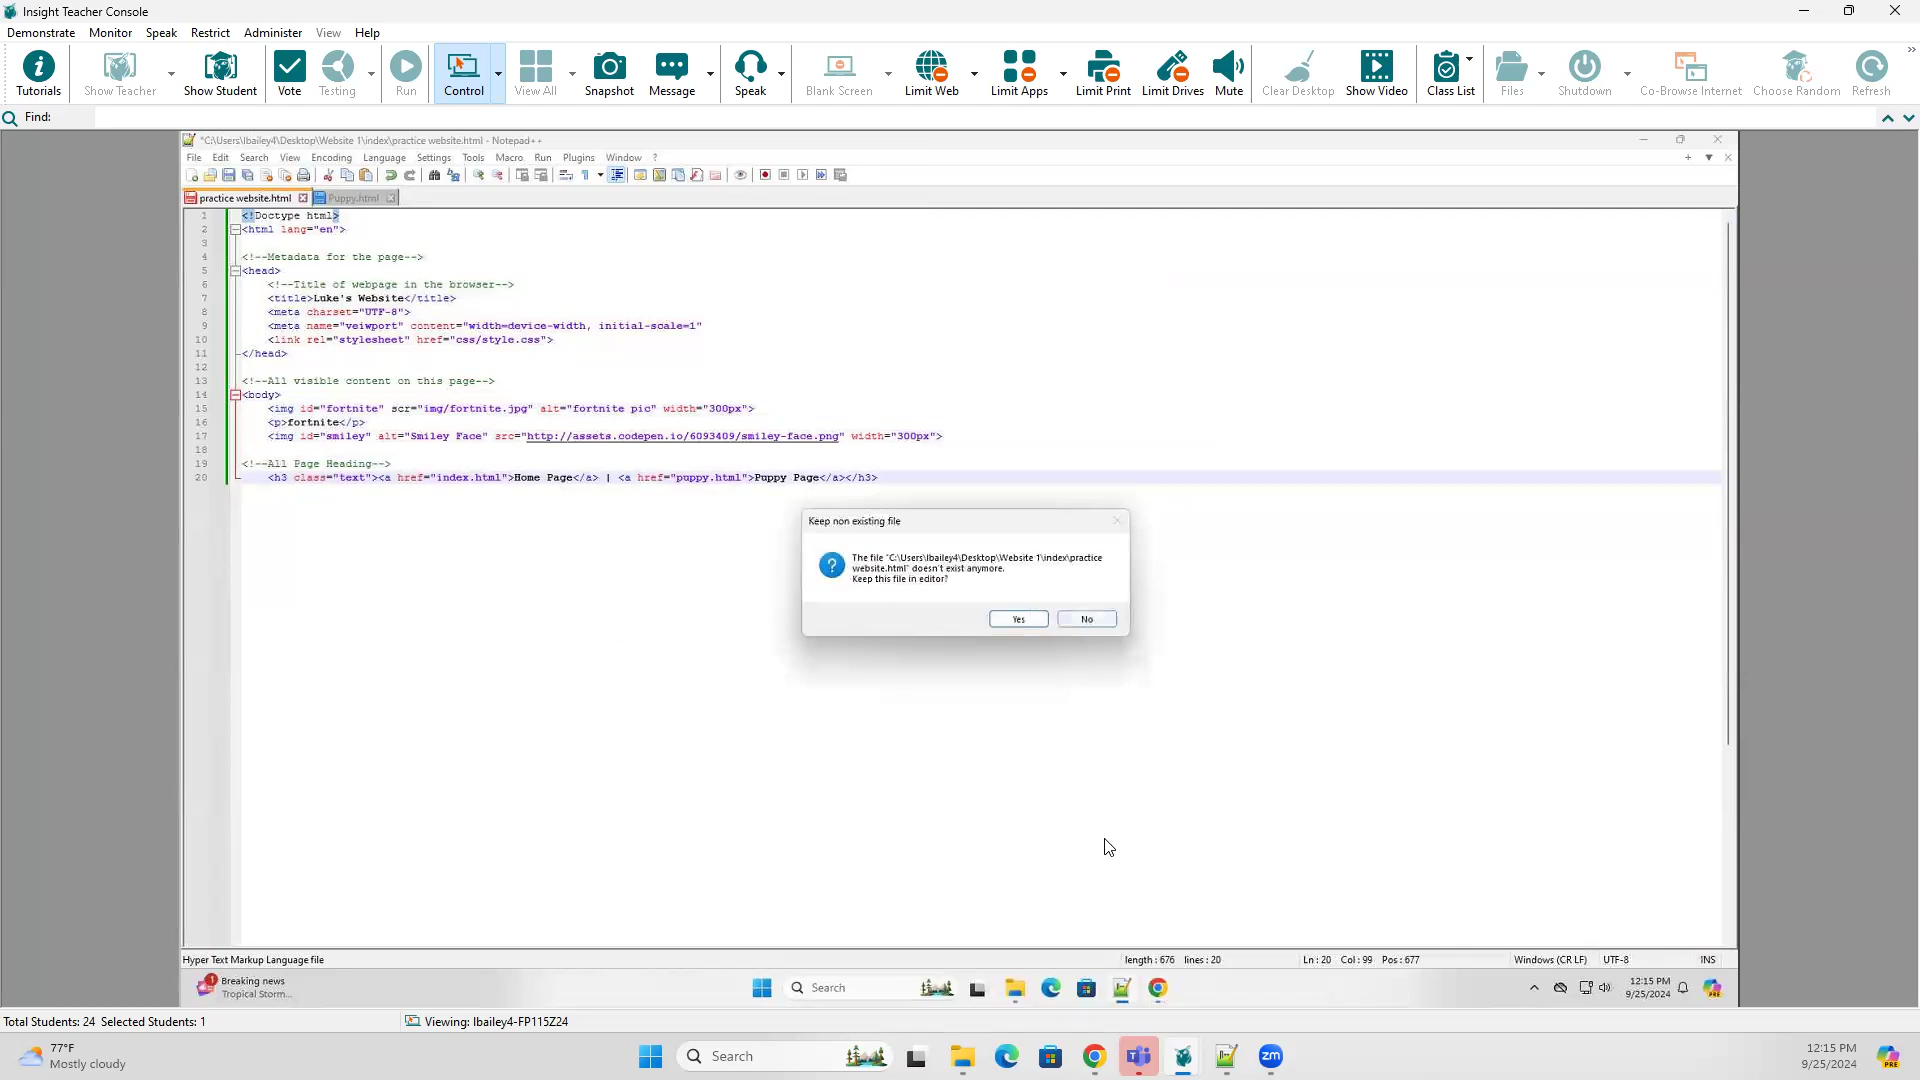 Insight Teacher Console
Demonstrate Monitor Speak Restrict Administer View Help
Tutorials Show Teacher Show Student Vote Testing Run Control View All Snapshot Message Speak Blank Screen Limit Web Limit Apps Limit Print Limit Drives Mute Clear Desktop Show Video Class List Files Shutdown Co-Browse Internet Choose Random Refresh
Find:
*C:\Users\lbailey4\Desktop\Website 1\index\practice website.html - Notepad++
File Edit Search View Encoding Language Settings Tools Macro Run Plugins Window ?
practice website.html Puppy.html
1 <!Doctype html>
2 <html lang="en">
3
4 <!--Metadata for the page-->
5 <head>
6 <!--Title of webpage in the browser-->
7 <title>Luke's Website</title>
8 <meta charset="UTF-8">
9 <meta name="veiwport" content="width=device-width, initial-scale=1"
10 <link rel="stylesheet" href="css/style.css">
11 </head>
12
13 <!--All visible content on this page-->
14 <body>
15 <img id="fortnite" scr="img/fortnite.jpg" alt="fortnite pic" width="300px">
16 <p>fortnite</p>
17 <img id="smiley" alt="Smiley Face" src="http://assets.codepen.io/6093409/smiley-face.png" width="300px">
18
19 <!--All Page Heading-->
20 <h3 class="text"><a href="index.html">Home Page</a> | <a href="puppy.html">Puppy Page</a></h3>
Keep non existing file
The file "C:\Users\lbailey4\Desktop\Website 1\index\practice
website.html" doesn't exist anymore.
Keep this file in editor?
Yes No
Hyper Text Markup Language file length : 676 lines : 20 Ln : 20 Col : 99 Pos : 677 Windows (CR LF) UTF-8 INS
1 Breaking news
Tropical Storm...
Search
12:15 PM
9/25/2024
PRE
Total Students: 24 Selected Students: 1 Viewing: lbailey4-FP115Z24
77°F
Mostly cloudy
Search
zm
12:15 PM
9/25/2024
PRE